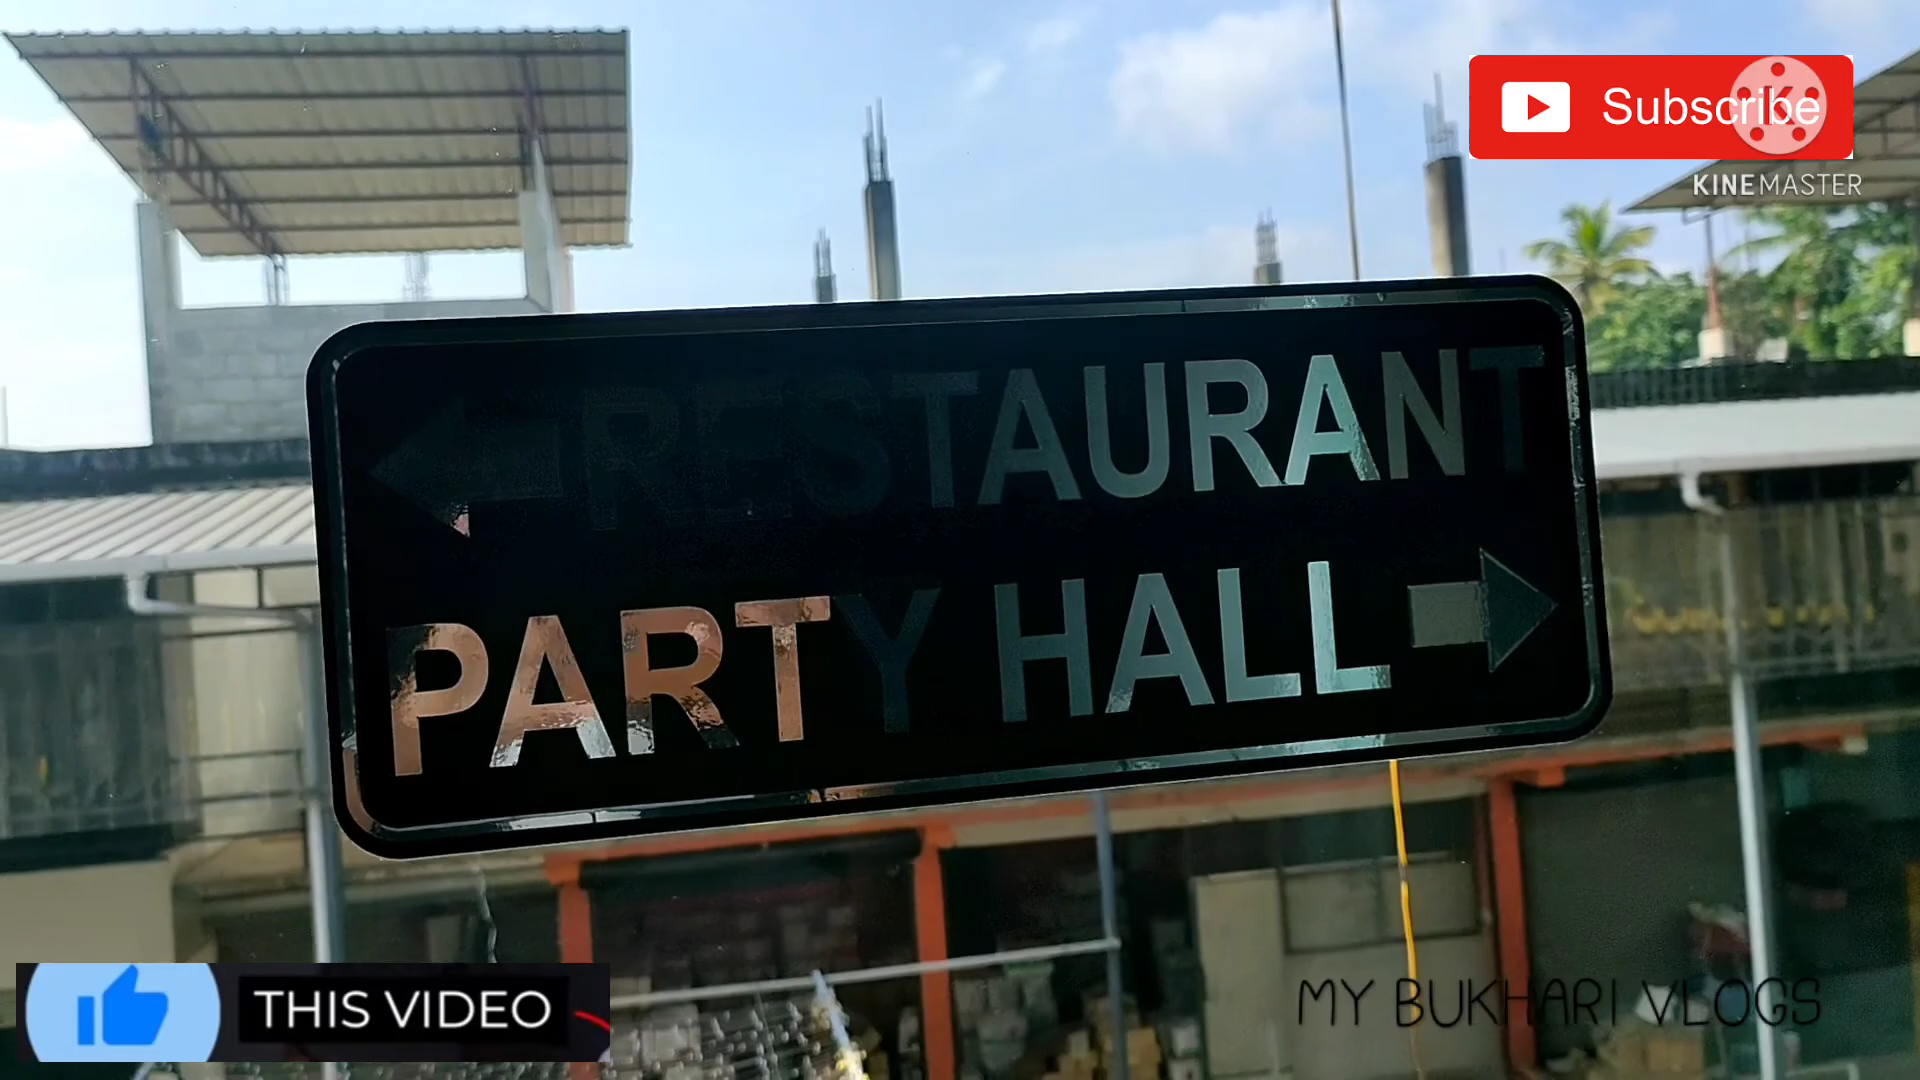 Subscribe
KINEMASTER
RESTAURANT
PARTY HALL
THIS VIDEO
MY BUKHARI VLOGS